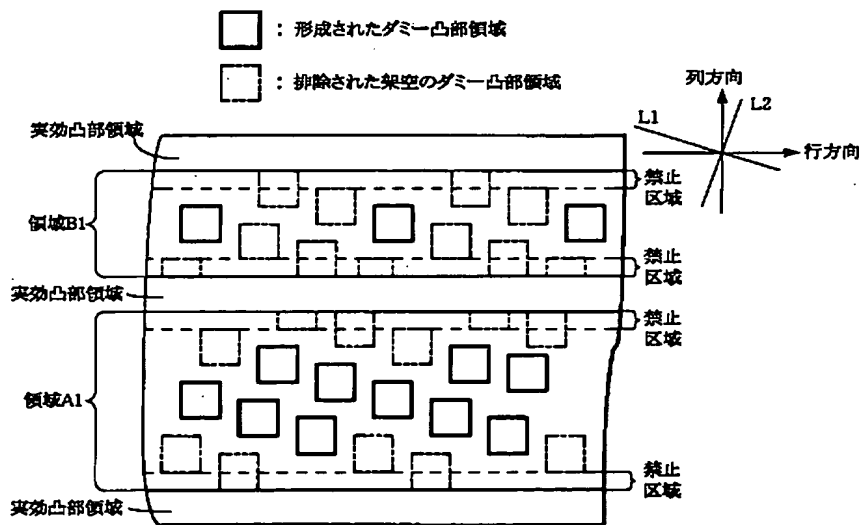 : 形成されたダミー凸部領域
: 排除された架空のダミー凸部領域
列方向
L1
L2
行方向
実効凸部領域
禁止
区域
領域B1
禁止
区域
実効凸部領域
禁止
区域
領域A1
禁止
区域
実効凸部領域